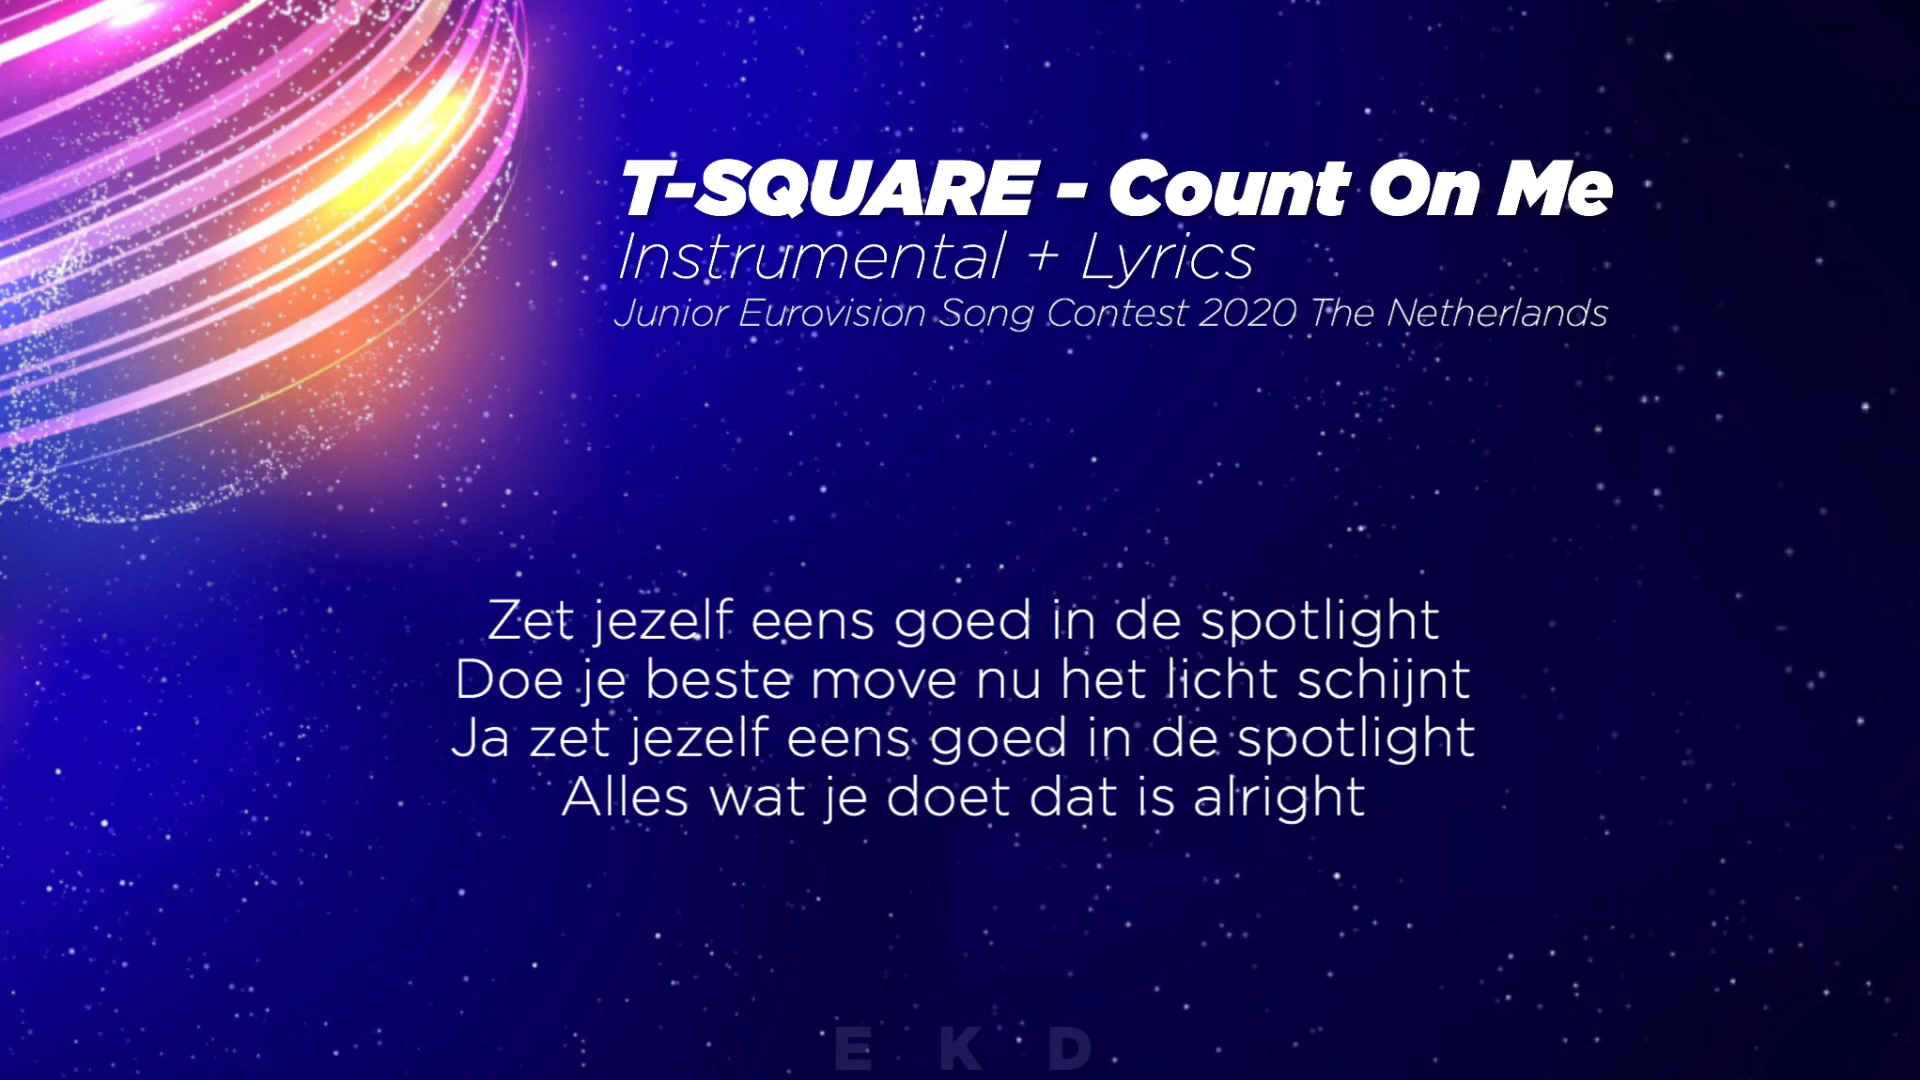 T-SQUARE - Count On Me
Instrumental + Lyrics
Junior Eurovision Song Contest 2020 The Netherlands
Zet jezelf eens goed in de spotlight
Doe je beste move nu het licht schijnt
Ja zet jezelf eens goed in de spotlight
Alles wat je doet dat is alright
E K D